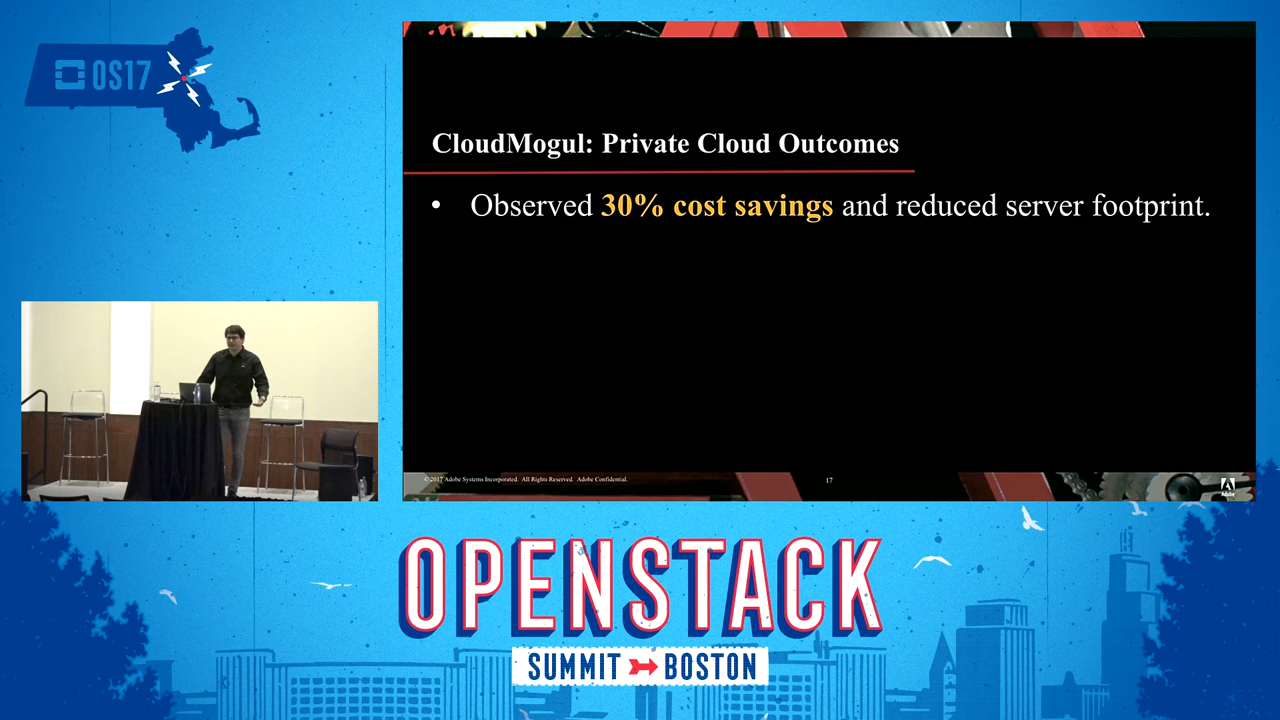 OS17
CloudMogul: Private Cloud Outcomes
• Observed 30% cost savings and reduced server footprint.
©2017 Adobe Systems Incorporated. All Rights Reserved. Adobe Confidential.
17
Adobe
OPENSTACK
SUMMIT BOSTON